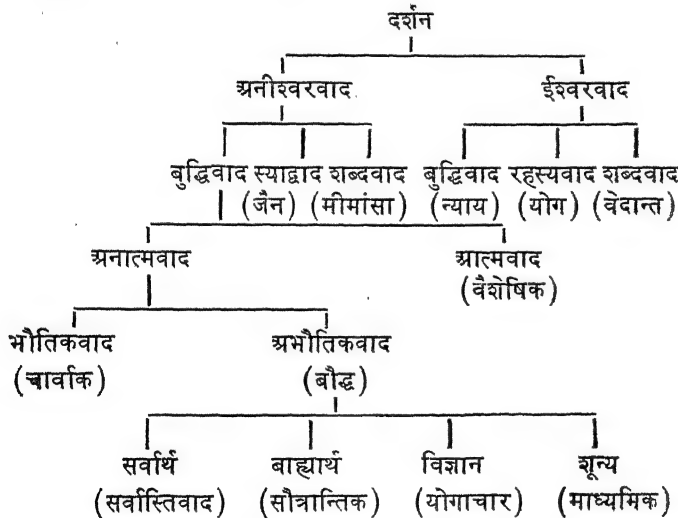 दर्शन
अनीश्वरवाद ईश्वरवाद
बुद्धिवाद स्याद्वाद शब्दवाद बुद्धिवाद रहस्यवाद शब्दवाद
(जैन) (मीमांसा) (न्याय) (योग) (वेदान्त)
अनात्मवाद आत्मवाद
(वैशेषिक)
भौतिकवाद अभौतिकवाद
(चार्वाक) (बौद्ध)
सर्वार्थ बाह्यार्थ विज्ञान शून्य
(सर्वास्तिवाद) (सौत्रान्तिक) (योगाचार) (माध्यमिक)